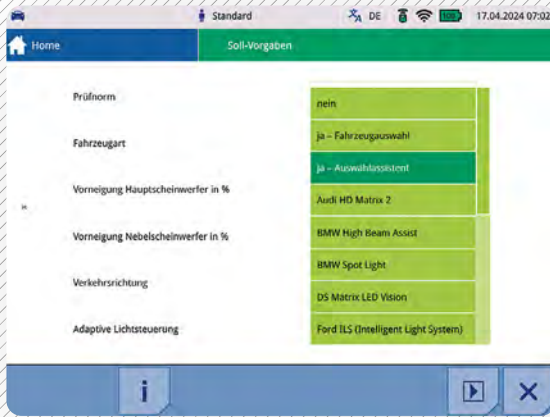 Standard
DE
17.04.2024 07:02
Home
Soll-Vorgaben
Prüfnorm
nein
ja – Fahrzeugauswahl
Fahrzeugart
ja – Auswahlassistent
Vorneigung Hauptscheinwerfer in %
Audi HD Matrix 2
Vorneigung Nebelscheinwerfer in %
BMW High Beam Assist
BMW Spot Light
Verkehrsrichtung
DS Matrix LED Vision
Adaptive Lichtsteuerung
Ford ILS (Intelligent Light System)
i